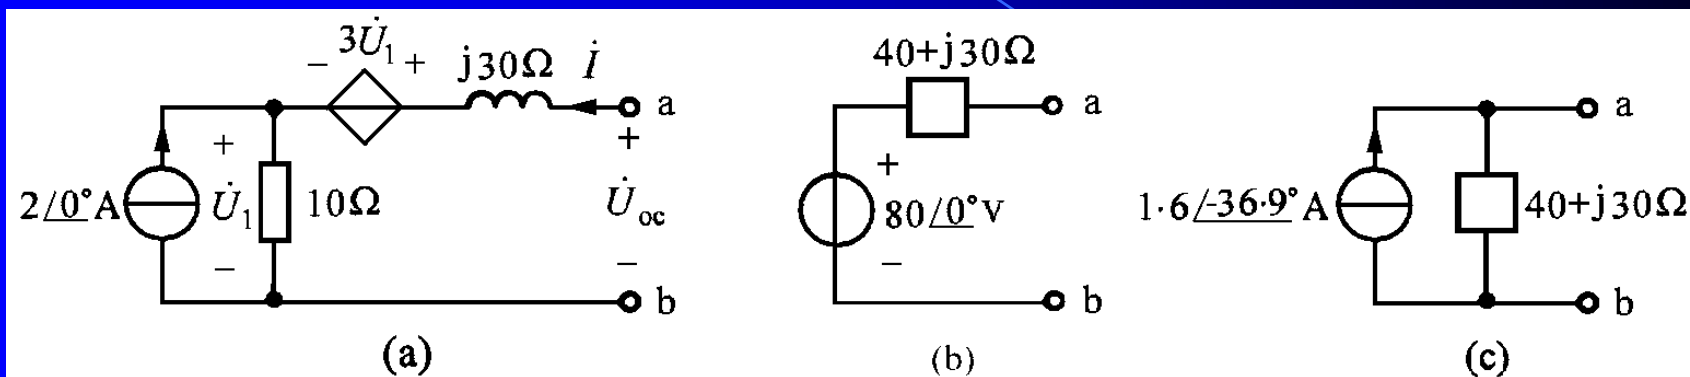 3U̇₁
− +
j30Ω İ
a
+
2/0°A
+
U̇₁
−
10Ω
U̇oc
−
b
(a)
40+j30Ω
a
+
80/0°V
−
b
(b)
a
1·6/-36·9°A
40+j30Ω
b
(c)